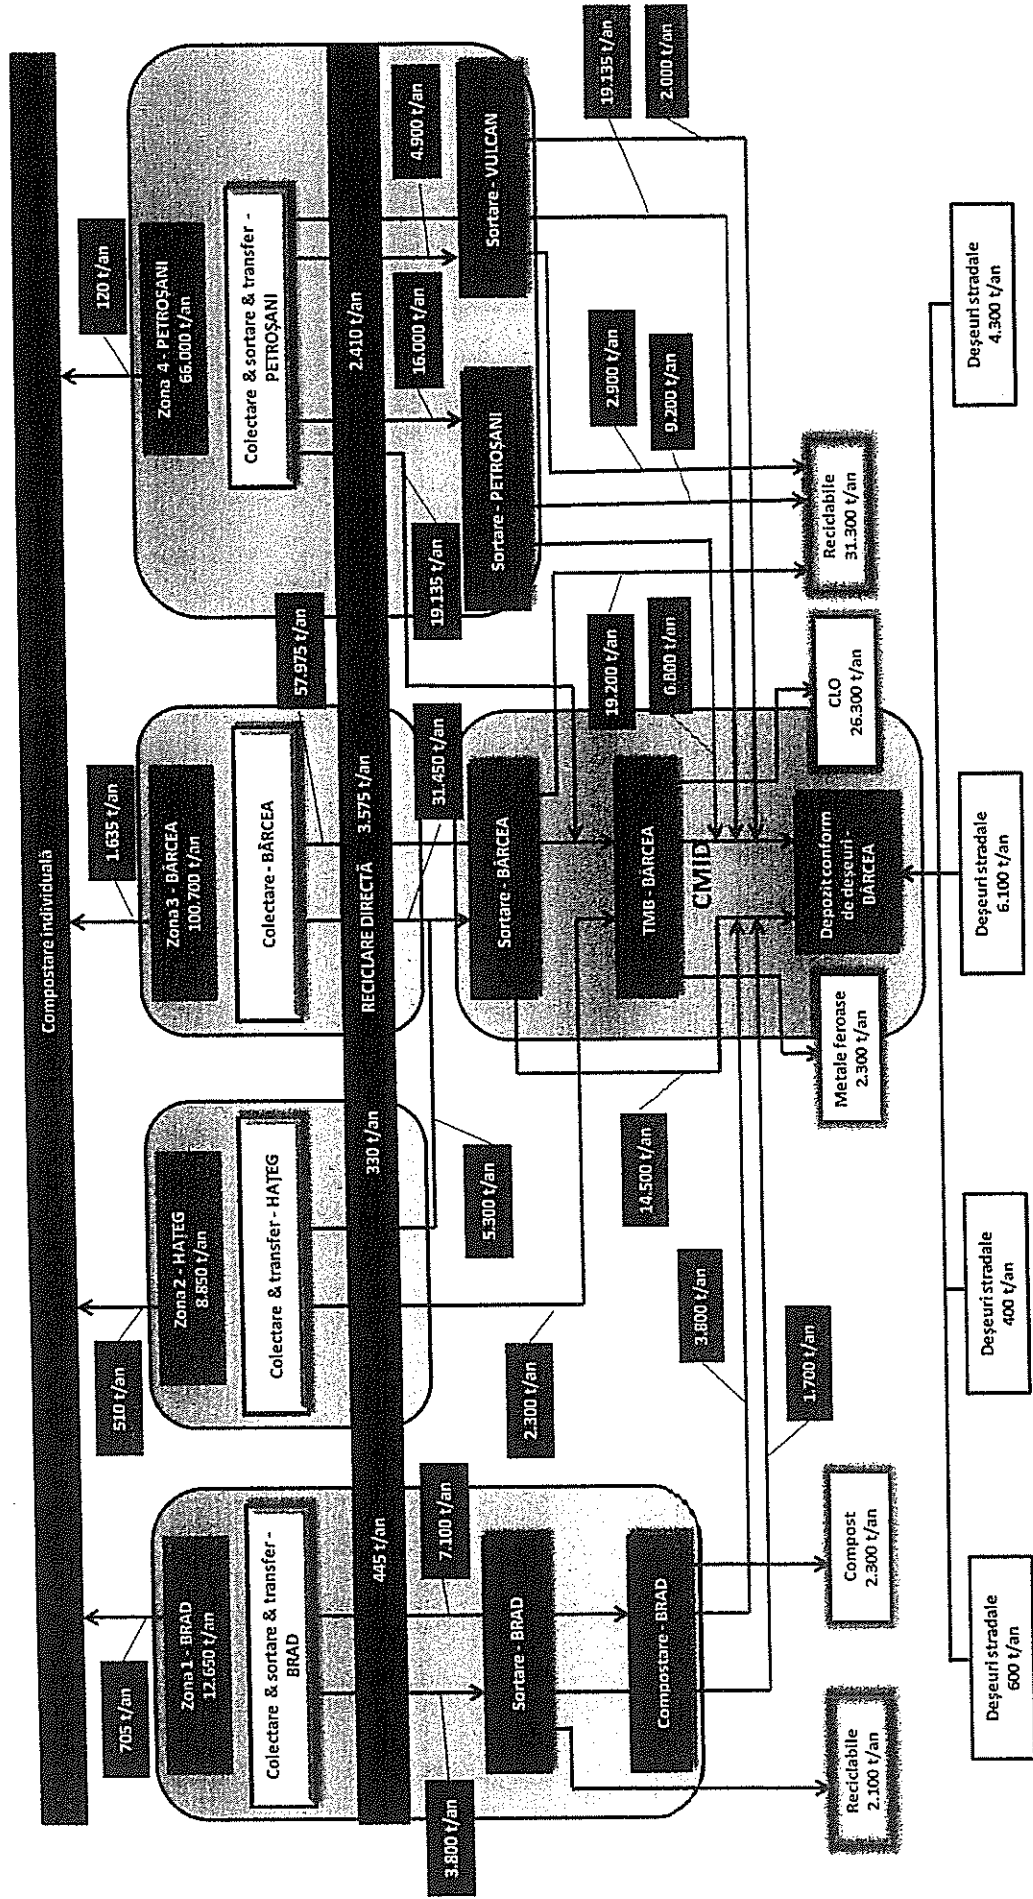 Compostare individuală
705 t/an
510 t/an
1.635 t/an
120 t/an
Zona 1 - BRAD
12.650 t/an
Colectare & sortare & transfer -
BRAD
Zona 2 - HAȚEG
8.850 t/an
Colectare & transfer - HAȚEG
Zona 3 - BÂRCEA
100.700 t/an
Colectare - BÂRCEA
Zona 4 - PETROȘANI
66.000 t/an
Colectare & sortare & transfer -
PETROȘANI
57.975 t/an
445 t/an
330 t/an
RECICLARE DIRECTĂ
3.575 t/an
2.410 t/an
3.800 t/an
7.100 t/an
31.450 t/an
19.135 t/an
16.000 t/an
4.900 t/an
5.300 t/an
Sortare - BRAD
Sortare - BÂRCEA
Sortare - PETROȘANI
Sortare - VULCAN
2.300 t/an
14.500 t/an
19.200 t/an
6.800 t/an
2.900 t/an
9.200 t/an
19.135 t/an
2.000 t/an
Compostare - BRAD
TMB - BÂRCEA
CMID
3.800 t/an
1.700 t/an
Depozit conform
de deșeuri -
BÂRCEA
Reciclabile
2.100 t/an
Compost
2.300 t/an
Metale feroase
2.300 t/an
CLO
26.300 t/an
Reciclabile
31.300 t/an
Deșeuri stradale
600 t/an
Deșeuri stradale
400 t/an
Deșeuri stradale
6.100 t/an
Deșeuri stradale
4.300 t/an